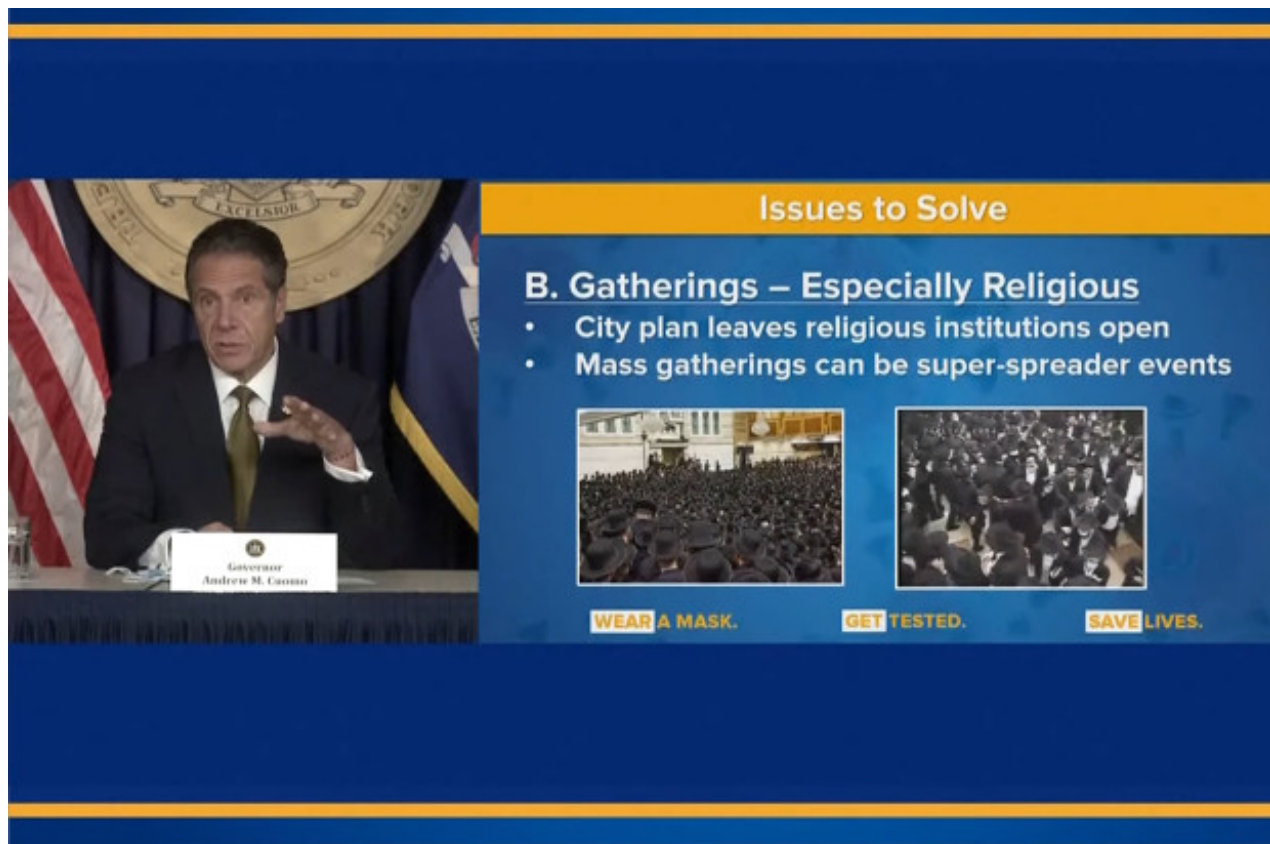 EXCELSIOR
Governor
Andrew M. Cuomo
Issues to Solve
B. Gatherings – Especially Religious
• City plan leaves religious institutions open
• Mass gatherings can be super-spreader events
WEAR A MASK.
GET TESTED.
SAVE LIVES.